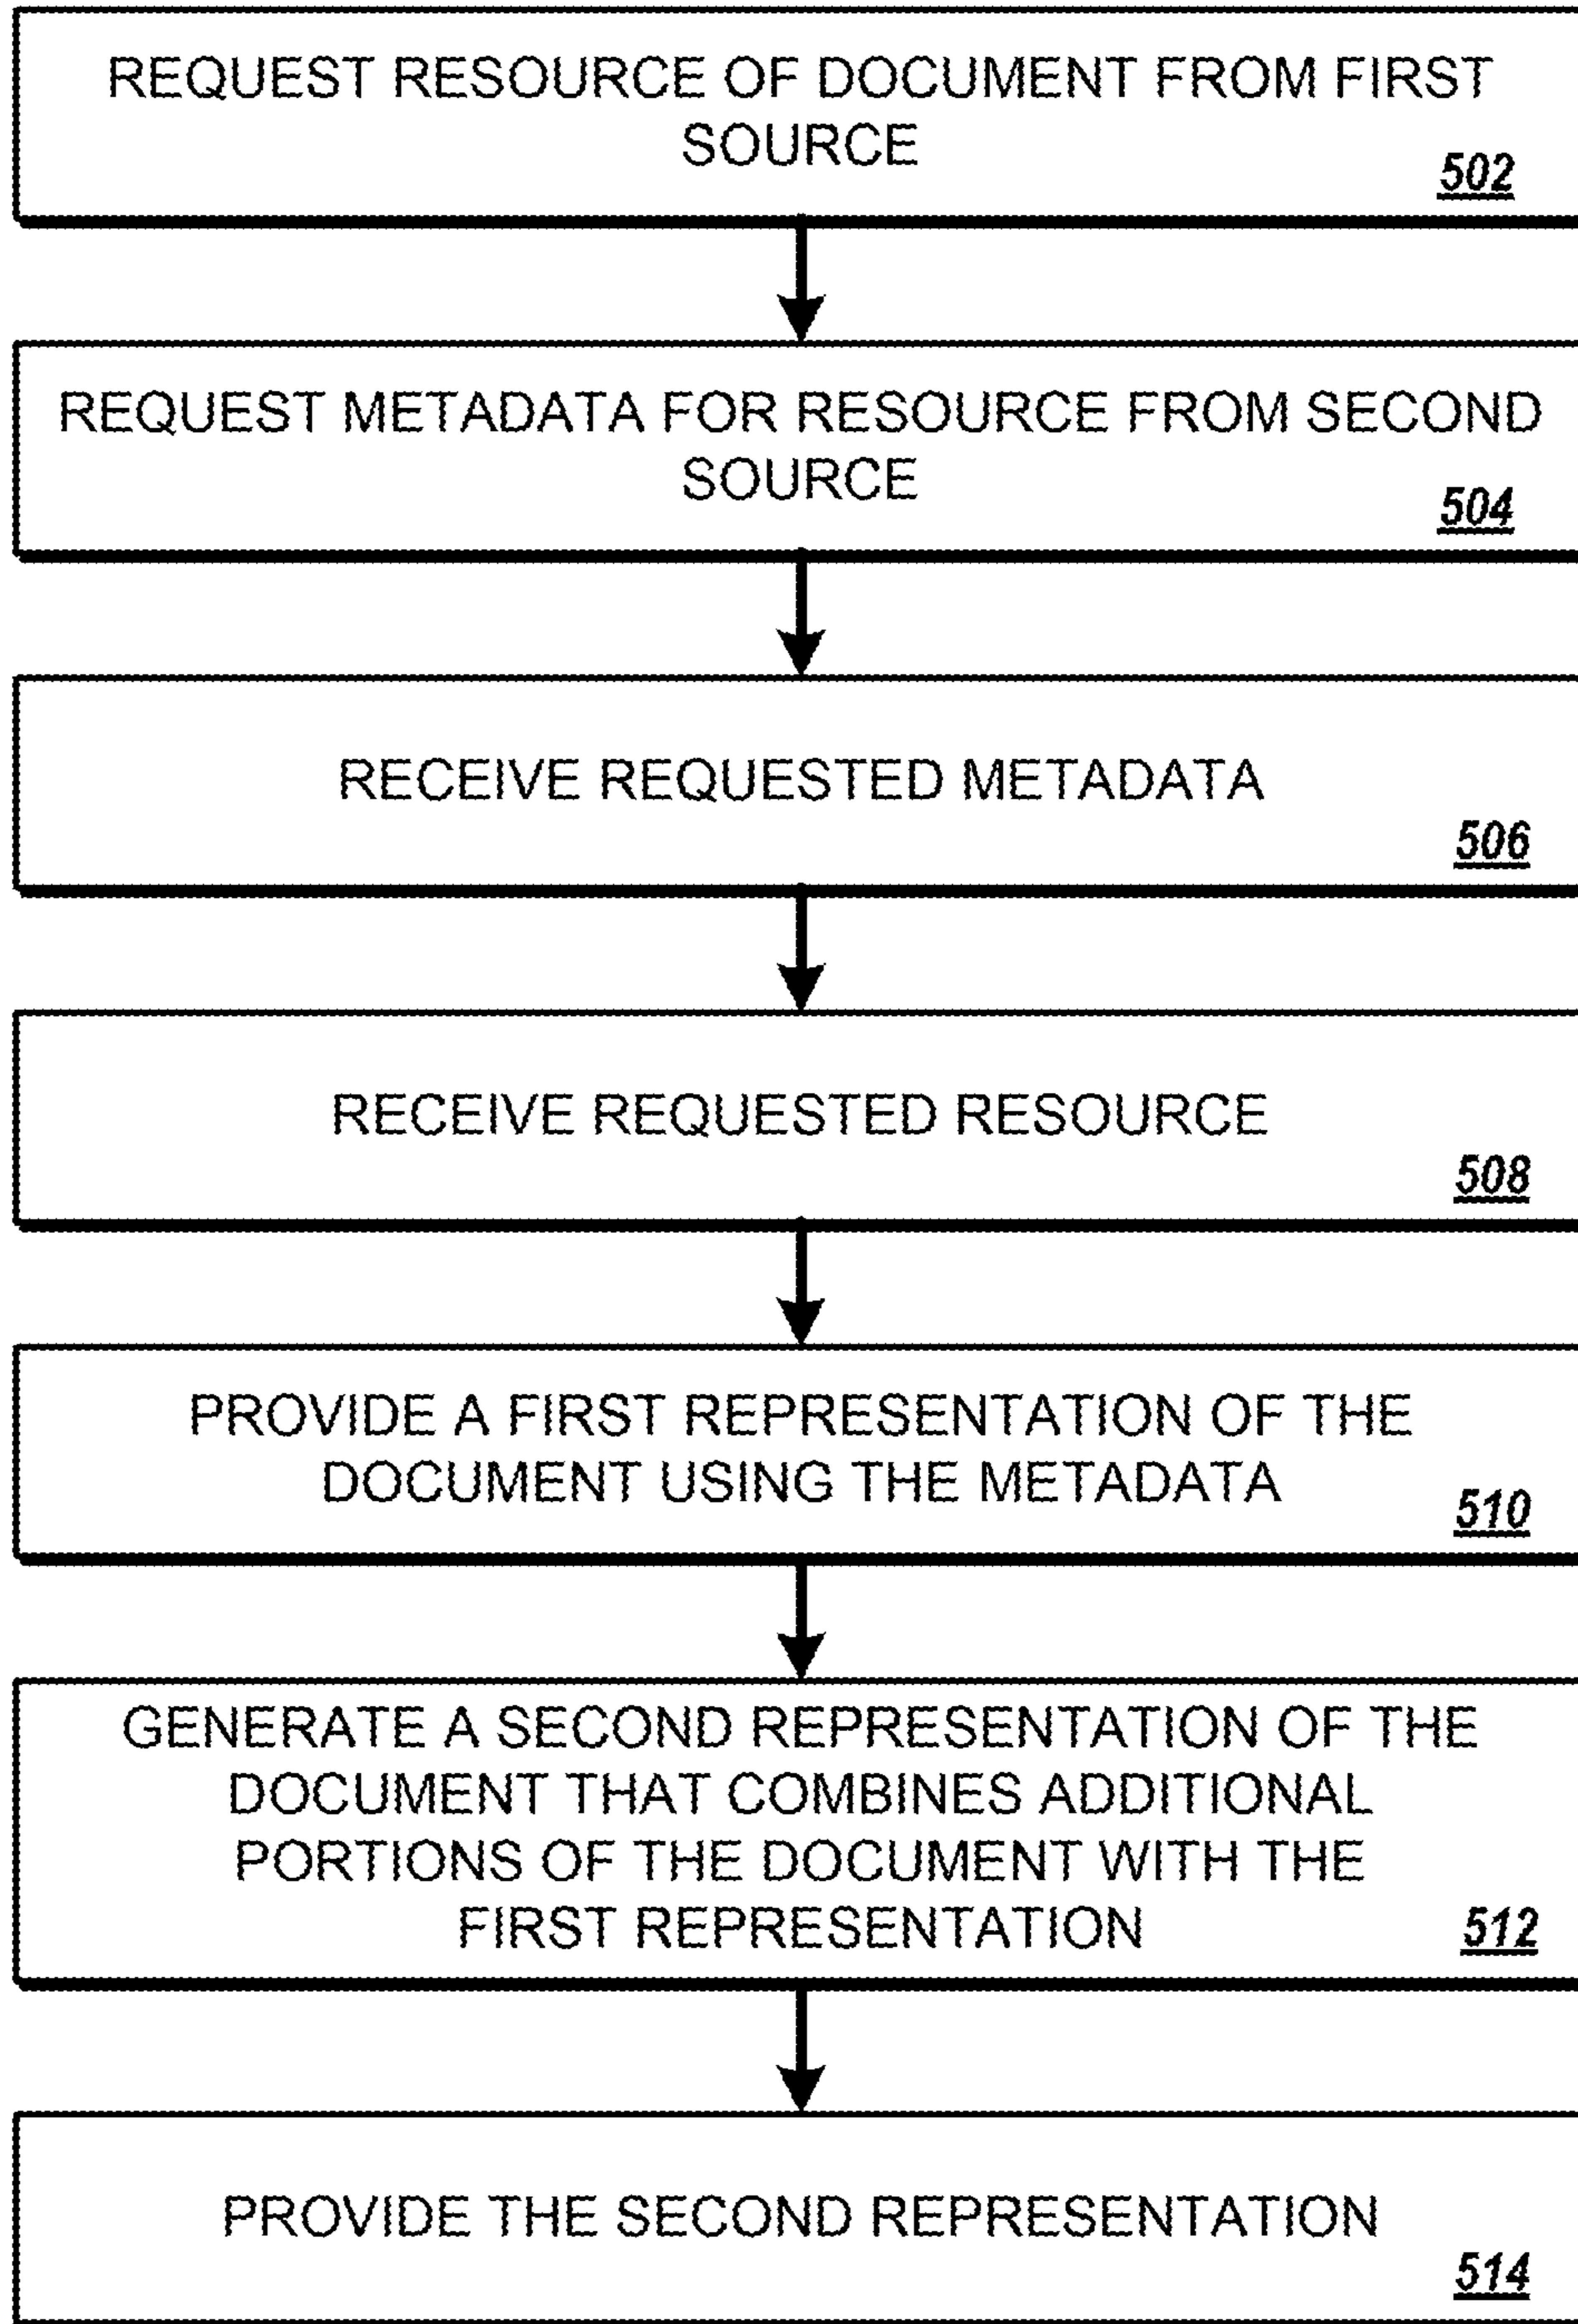 REQUEST RESOURCE OF DOCUMENT FROM FIRST
SOURCE
502
REQUEST METADATA FOR RESOURCE FROM SECOND
SOURCE
504
RECEIVE REQUESTED METADATA
506
RECEIVE REQUESTED RESOURCE
508
PROVIDE A FIRST REPRESENTATION OF THE
DOCUMENT USING THE METADATA
510
GENERATE A SECOND REPRESENTATION OF THE
DOCUMENT THAT COMBINES ADDITIONAL
PORTIONS OF THE DOCUMENT WITH THE
FIRST REPRESENTATION
512
PROVIDE THE SECOND REPRESENTATION
514